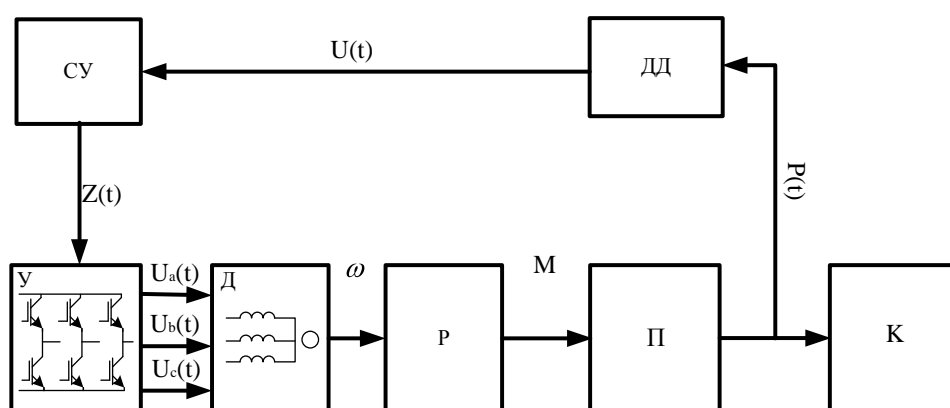 СУ
U(t)
ДД
Z(t)
P(t)
У
Ua(t)
Ub(t)
Uc(t)
Д
ω
Р
М
П
К